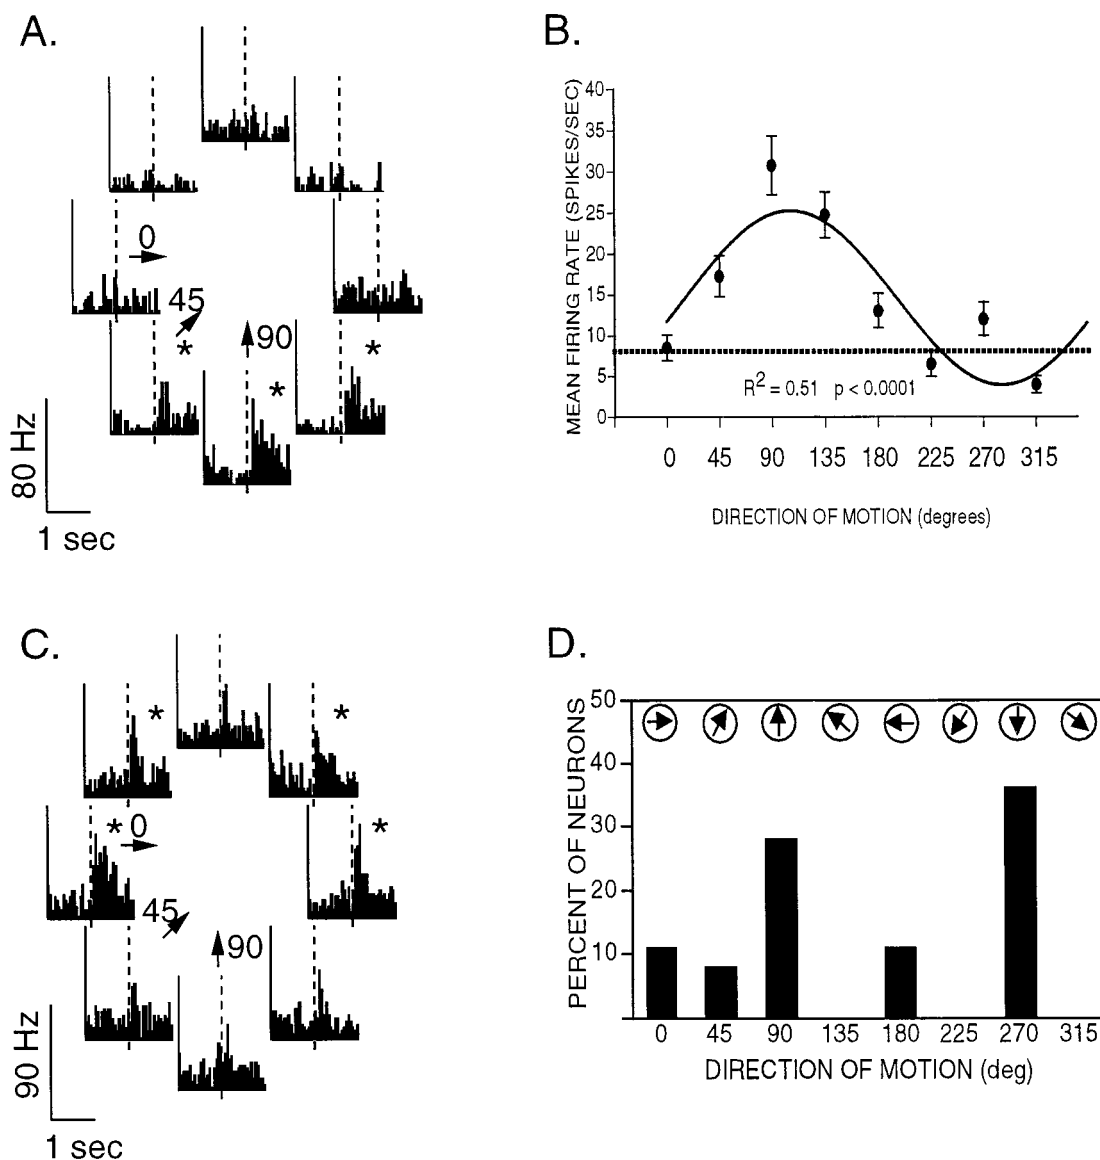 A.
0
45
90
*
*
*
80 Hz
1 sec
B.
MEAN FIRING RATE (SPIKES/SEC)
40
35
30
25
20
15
10
5
0
R2 = 0.51 p < 0.0001
0 45 90 135 180 225 270 315
DIRECTION OF MOTION (degrees)
C.
*
*
* 0
*
45
90
90 Hz
1 sec
D.
PERCENT OF NEURONS
50
40
30
20
10
0 45 90 135 180 225 270 315
DIRECTION OF MOTION (deg)